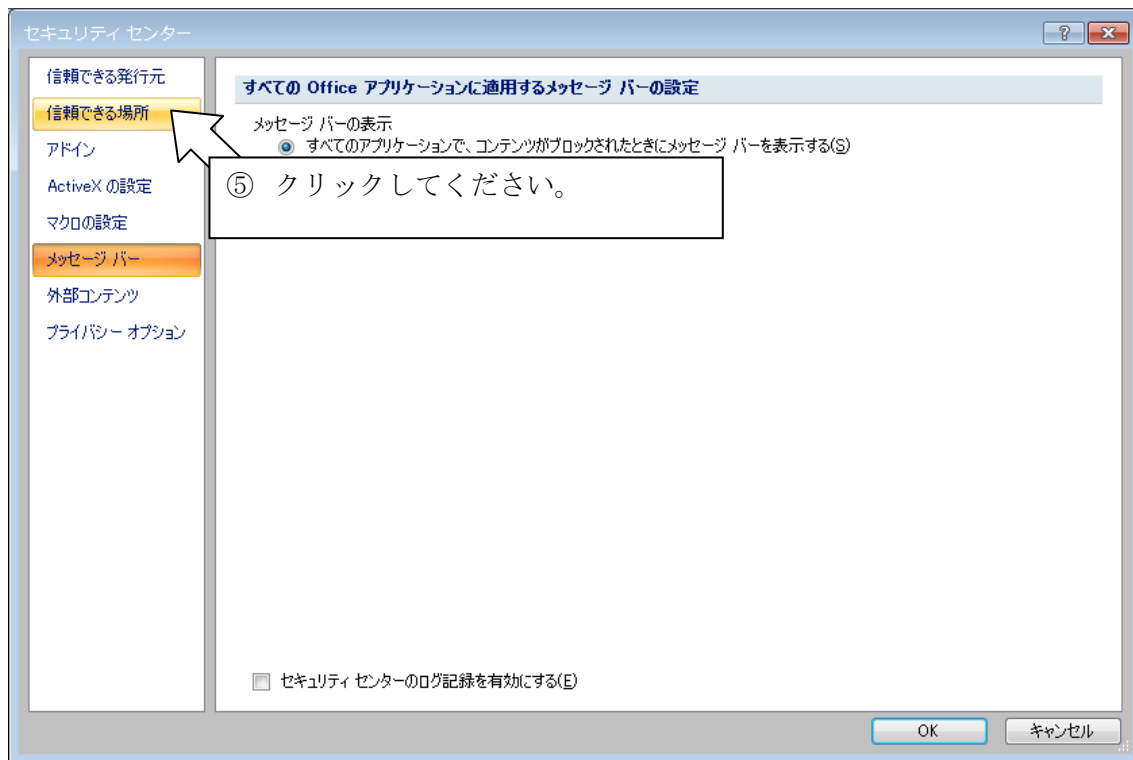 セキュリティ センター
信頼できる発行元
信頼できる場所
アドイン
ActiveX の設定
マクロの設定
メッセージ バー
外部コンテンツ
プライバシー オプション
すべての Office アプリケーションに適用するメッセージ バーの設定
メッセージ バーの表示
すべてのアプリケーションで、コンテンツがブロックされたときにメッセージ バーを表示する(S)
⑤ クリックしてください。
セキュリティ センターのログ記録を有効にする(E)
OK
キャンセル